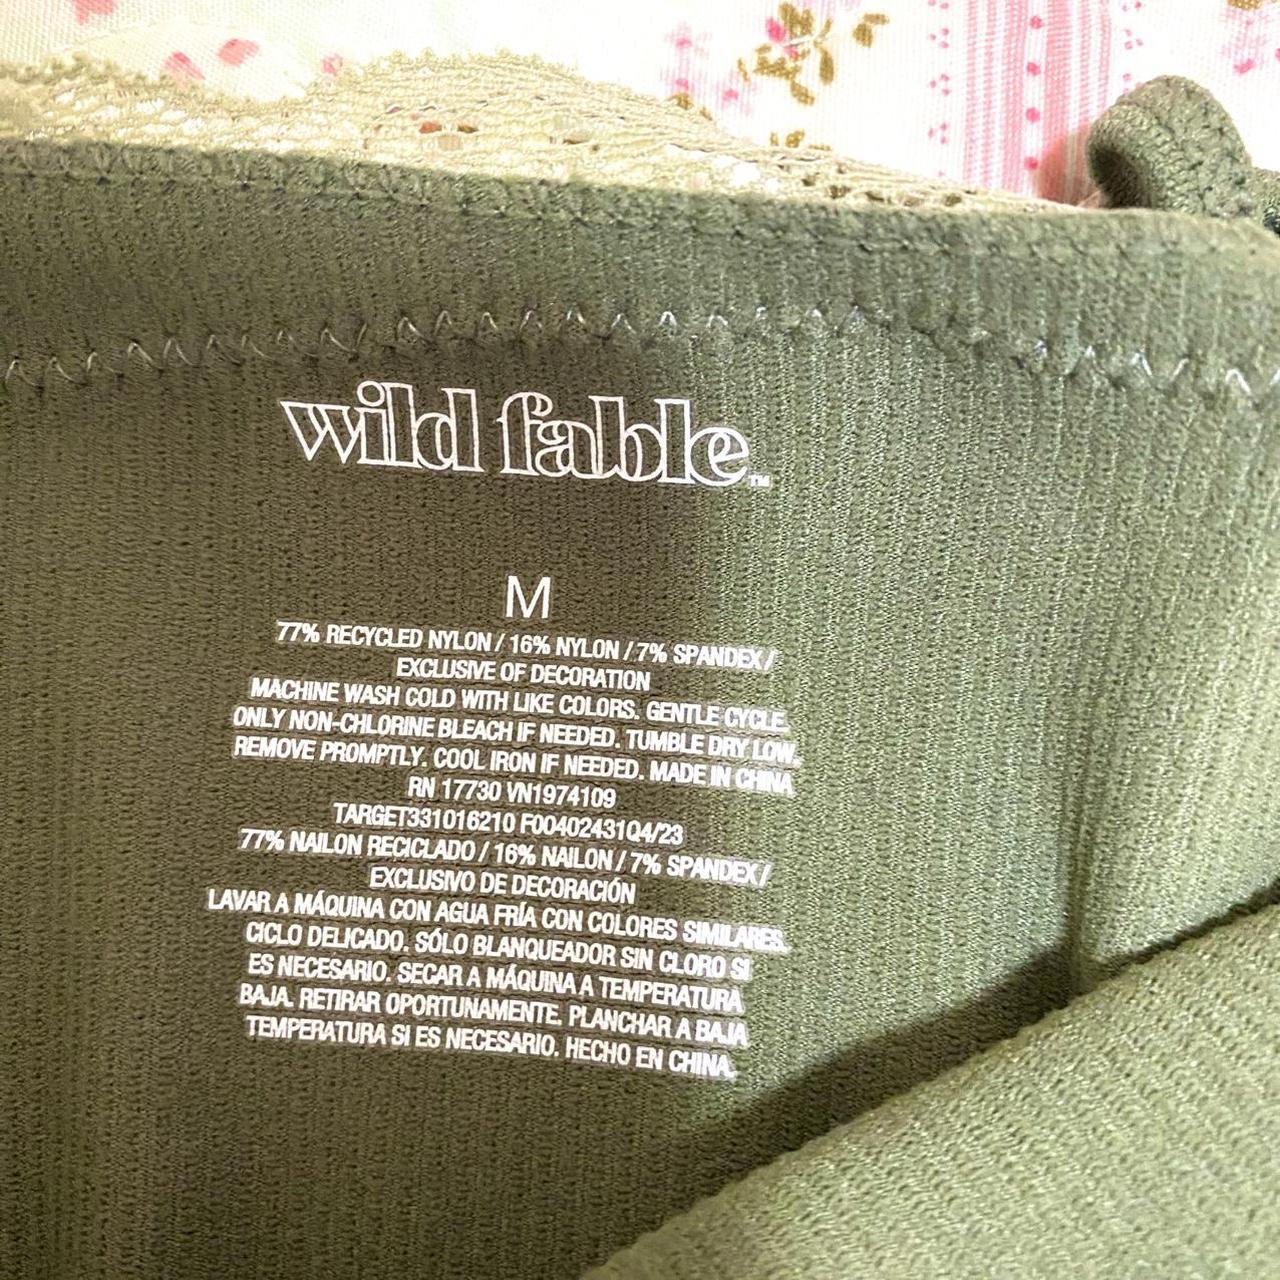 wild fable™
M
77% RECYCLED NYLON / 16% NYLON / 7% SPANDEX /
EXCLUSIVE OF DECORATION
MACHINE WASH COLD WITH LIKE COLORS. GENTLE CYCLE.
ONLY NON-CHLORINE BLEACH IF NEEDED. TUMBLE DRY LOW.
REMOVE PROMPTLY. COOL IRON IF NEEDED. MADE IN CHINA
RN 17730 VN1974109
TARGET331016210 F00402431Q4/23
77% NAILON RECICLADO / 16% NAILON / 7% SPANDEX /
EXCLUSIVO DE DECORACIÓN
LAVAR A MÁQUINA CON AGUA FRÍA CON COLORES SIMILARES.
CICLO DELICADO. SÓLO BLANQUEADOR SIN CLORO SI
ES NECESARIO. SECAR A MÁQUINA A TEMPERATURA
BAJA. RETIRAR OPORTUNAMENTE. PLANCHAR A BAJA
TEMPERATURA SI ES NECESARIO. HECHO EN CHINA.